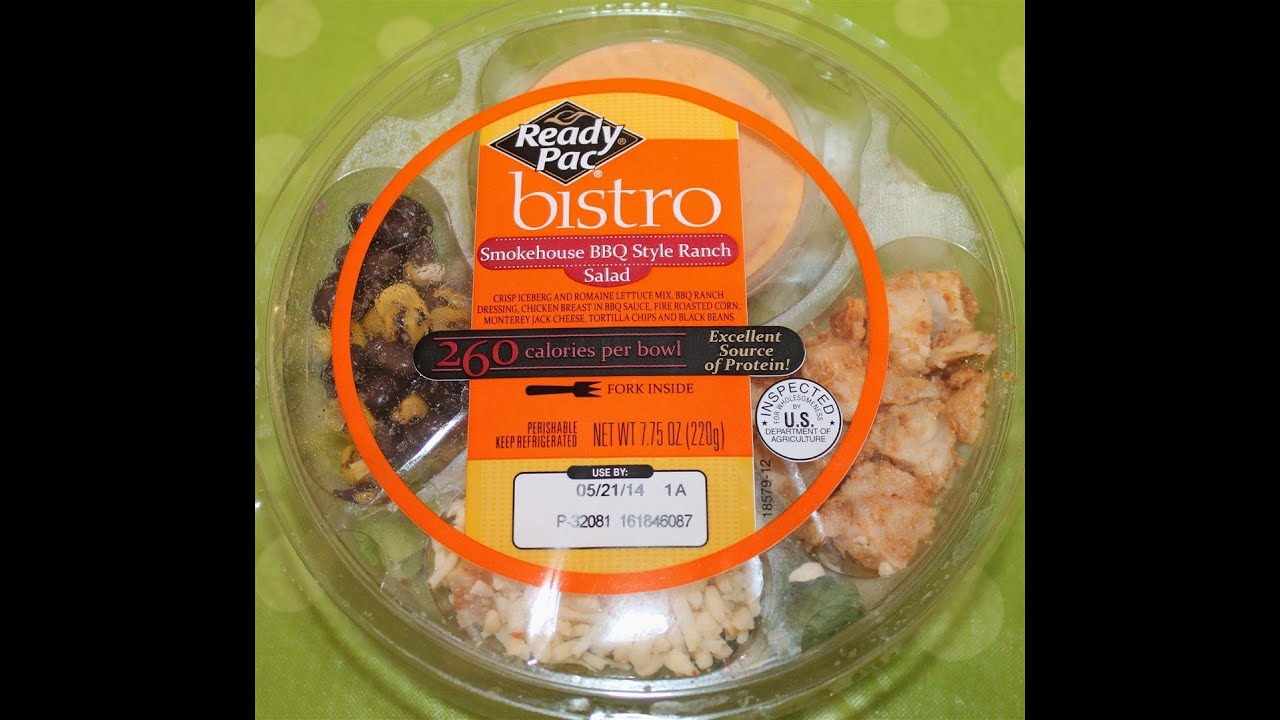 Ready®
Pac®
bistro
Smokehouse BBQ Style Ranch
Salad
CRISP ICEBERG AND ROMAINE LETTUCE MIX, BBQ RANCH
DRESSING, CHICKEN BREAST IN BBQ SAUCE, FIRE ROASTED CORN,
MONTEREY JACK CHEESE, TORTILLA CHIPS AND BLACK BEANS
260 calories per bowl
Excellent
Source
of Protein!
FORK INSIDE
INSPECTED
FOR WHOLESOMENESS
BY
U.S.
DEPARTMENT OF
AGRICULTURE
PERISHABLE
KEEP REFRIGERATED
NET WT 7.75 OZ (220g)
USE BY:
05/21/14 1A
P-32081 161846087
18579-12